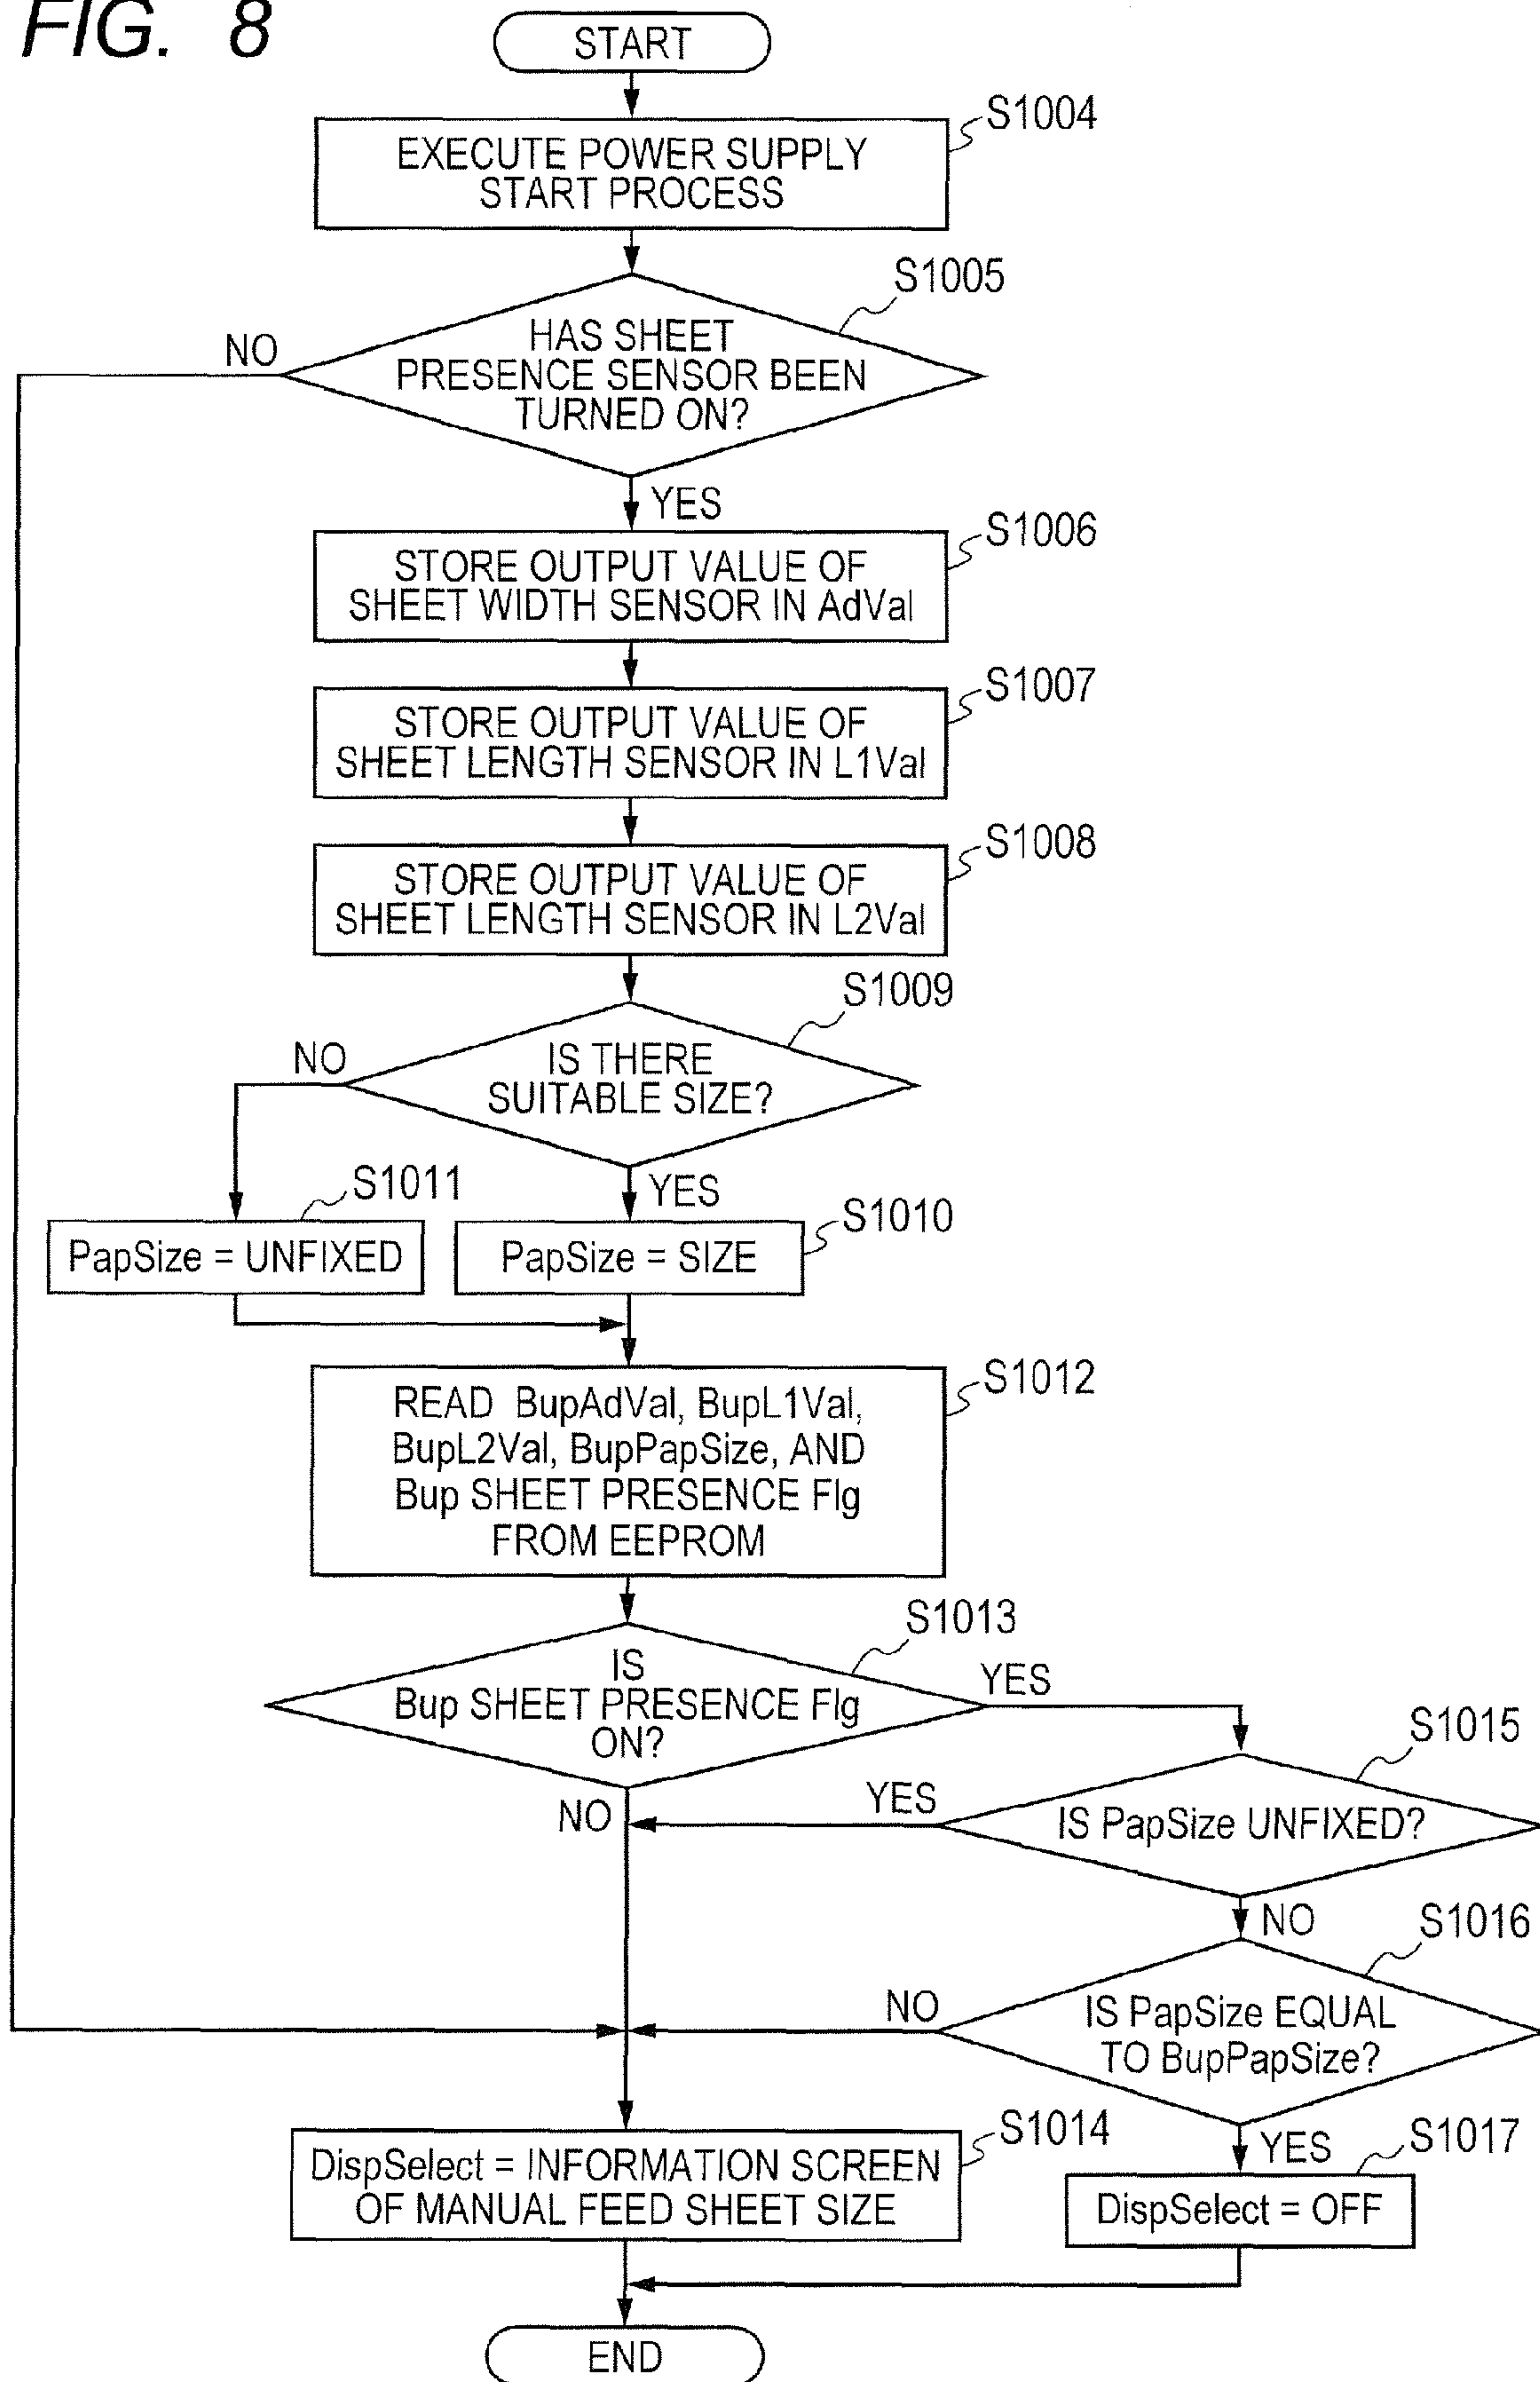 FIG. 8
START
S1004
EXECUTE POWER SUPPLY
START PROCESS
S1005
NO
HAS SHEET
PRESENCE SENSOR BEEN
TURNED ON?
YES
S1006
STORE OUTPUT VALUE OF
SHEET WIDTH SENSOR IN AdVal
S1007
STORE OUTPUT VALUE OF
SHEET LENGTH SENSOR IN L1Val
S1008
STORE OUTPUT VALUE OF
SHEET LENGTH SENSOR IN L2Val
S1009
NO
IS THERE
SUITABLE SIZE?
S1011
YES
S1010
PapSize = UNFIXED
PapSize = SIZE
S1012
READ BupAdVal, BupL1Val,
BupL2Val, BupPapSize, AND
Bup SHEET PRESENCE Flg
FROM EEPROM
S1013
IS
Bup SHEET PRESENCE Flg
ON?
YES
S1015
NO
YES
IS PapSize UNFIXED?
NO
S1016
NO
IS PapSize EQUAL
TO BupPapSize?
S1014
YES
S1017
DispSelect = INFORMATION SCREEN
OF MANUAL FEED SHEET SIZE
DispSelect = OFF
END